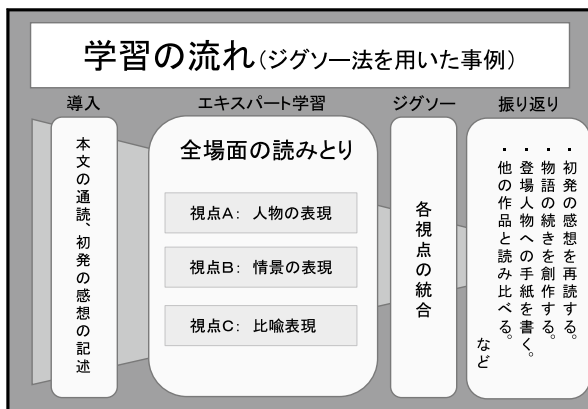 学習の流れ(ジグソー法を用いた事例)
導入
エキスパート学習
ジグソー
振り返り
本文の通読、初発の感想の記述
全場面の読みとり
視点A: 人物の表現
視点B: 情景の表現
視点C: 比喩表現
各視点の統合
・初発の感想を再読する。
・物語の続きを創作する。
・登場人物への手紙を書く。
・他の作品と読み比べる。
など